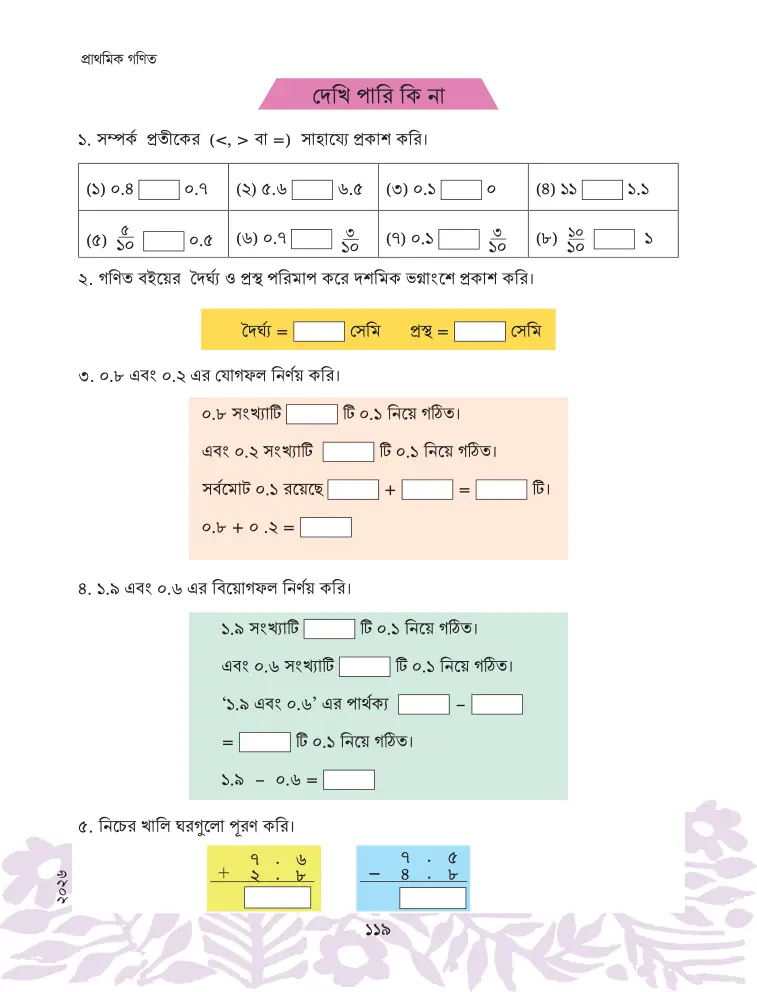 প্রাথমিক গণিত
দেখি পারি কি না
১. সম্পর্ক প্রতীকের (<, > বা =) সাহায্যে প্রকাশ করি।
(১) ০.৪ ০.৭ (২) ৫.৬ ৬.৫ (৩) ০.১ ০ (৪) ১১ ১.১
(৫) ৫/১০ ০.৫ (৬) ০.৭ ৩/১০ (৭) ০.১ ৩/১০ (৮) ১০/১০ ১
২. গণিত বইয়ের দৈর্ঘ্য ও প্রস্থ পরিমাপ করে দশমিক ভগ্নাংশে প্রকাশ করি।
দৈর্ঘ্য = সেমি প্রস্থ = সেমি
৩. ০.৮ এবং ০.২ এর যোগফল নির্ণয় করি।
০.৮ সংখ্যাটি টি ০.১ নিয়ে গঠিত।
এবং ০.২ সংখ্যাটি টি ০.১ নিয়ে গঠিত।
সর্বমোট ০.১ রয়েছে + = টি।
০.৮ + ০ .২ =
৪. ১.৯ এবং ০.৬ এর বিয়োগফল নির্ণয় করি।
১.৯ সংখ্যাটি টি ০.১ নিয়ে গঠিত।
এবং ০.৬ সংখ্যাটি টি ০.১ নিয়ে গঠিত।
‘১.৯ এবং ০.৬’ এর পার্থক্য –
= টি ০.১ নিয়ে গঠিত।
১.৯ – ০.৬ =
৫. নিচের খালি ঘরগুলো পূরণ করি।
৭ . ৬ ৭ . ৫
+ ২ . ৮ – ৪ . ৮
২০২৬
১১৯